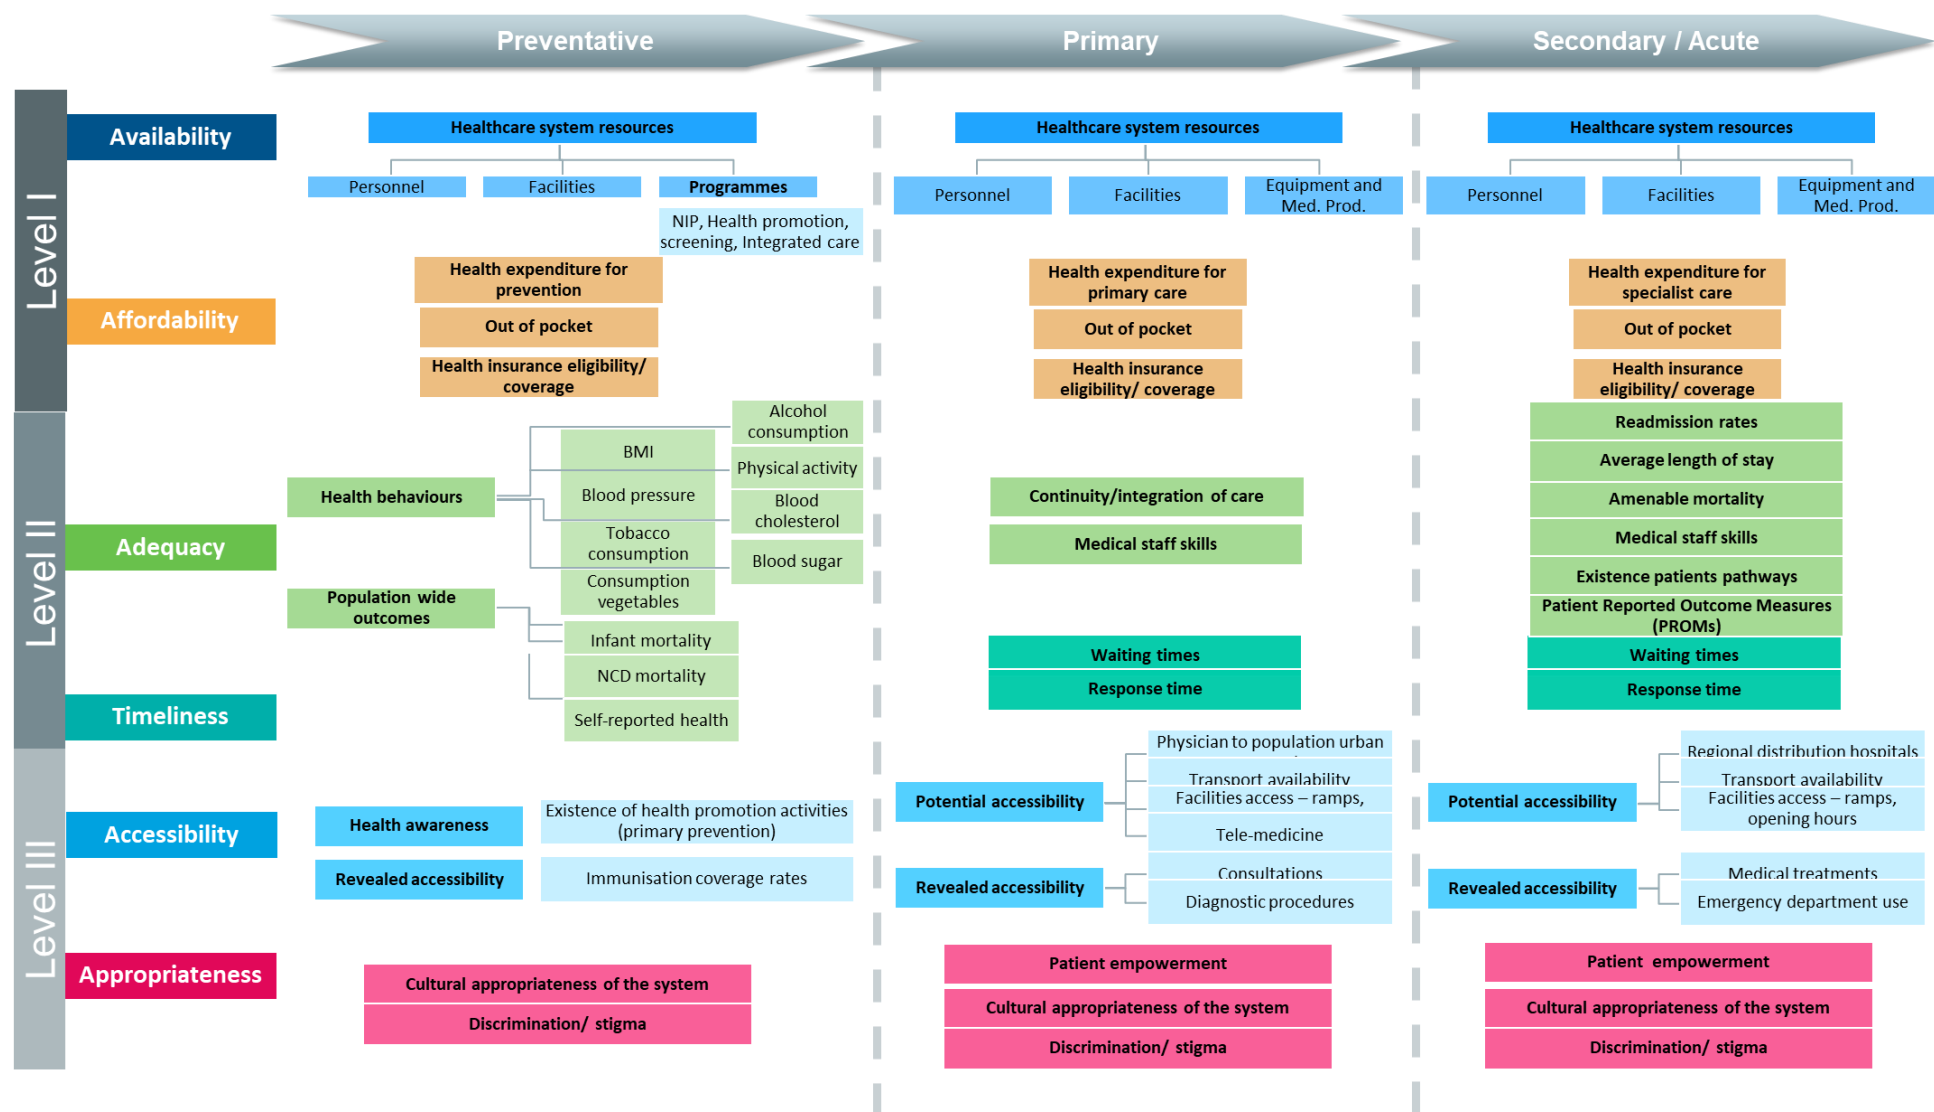 Preventative
Primary
Secondary / Acute
Level I
Availability
Healthcare system resources
Personnel
Facilities
Programmes
NIP, Health promotion,
screening, Integrated care
Healthcare system resources
Personnel
Facilities
Equipment and
Med. Prod.
Healthcare system resources
Personnel
Facilities
Equipment and
Med. Prod.
Affordability
Health expenditure for
prevention
Out of pocket
Health insurance eligibility/
coverage
Health expenditure for
primary care
Out of pocket
Health insurance
eligibility/ coverage
Health expenditure for
specialist care
Out of pocket
Health insurance
eligibility/ coverage
Level II
Adequacy
Health behaviours
BMI
Blood pressure
Tobacco
consumption
Consumption
vegetables
Alcohol
consumption
Physical activity
Blood
cholesterol
Blood sugar
Population wide
outcomes
Infant mortality
NCD mortality
Self-reported health
Continuity/integration of care
Medical staff skills
Readmission rates
Average length of stay
Amenable mortality
Medical staff skills
Existence patients pathways
Patient Reported Outcome Measures
(PROMs)
Timeliness
Waiting times
Response time
Waiting times
Response time
Level III
Accessibility
Health awareness
Existence of health promotion activities
(primary prevention)
Revealed accessibility
Immunisation coverage rates
Potential accessibility
Physician to population urban
Transport availability
Facilities access – ramps,
Tele-medicine
Revealed accessibility
Consultations
Diagnostic procedures
Potential accessibility
Regional distribution hospitals
Transport availability
Facilities access – ramps,
opening hours
Revealed accessibility
Medical treatments
Emergency department use
Appropriateness
Cultural appropriateness of the system
Discrimination/ stigma
Patient empowerment
Cultural appropriateness of the system
Discrimination/ stigma
Patient empowerment
Cultural appropriateness of the system
Discrimination/ stigma